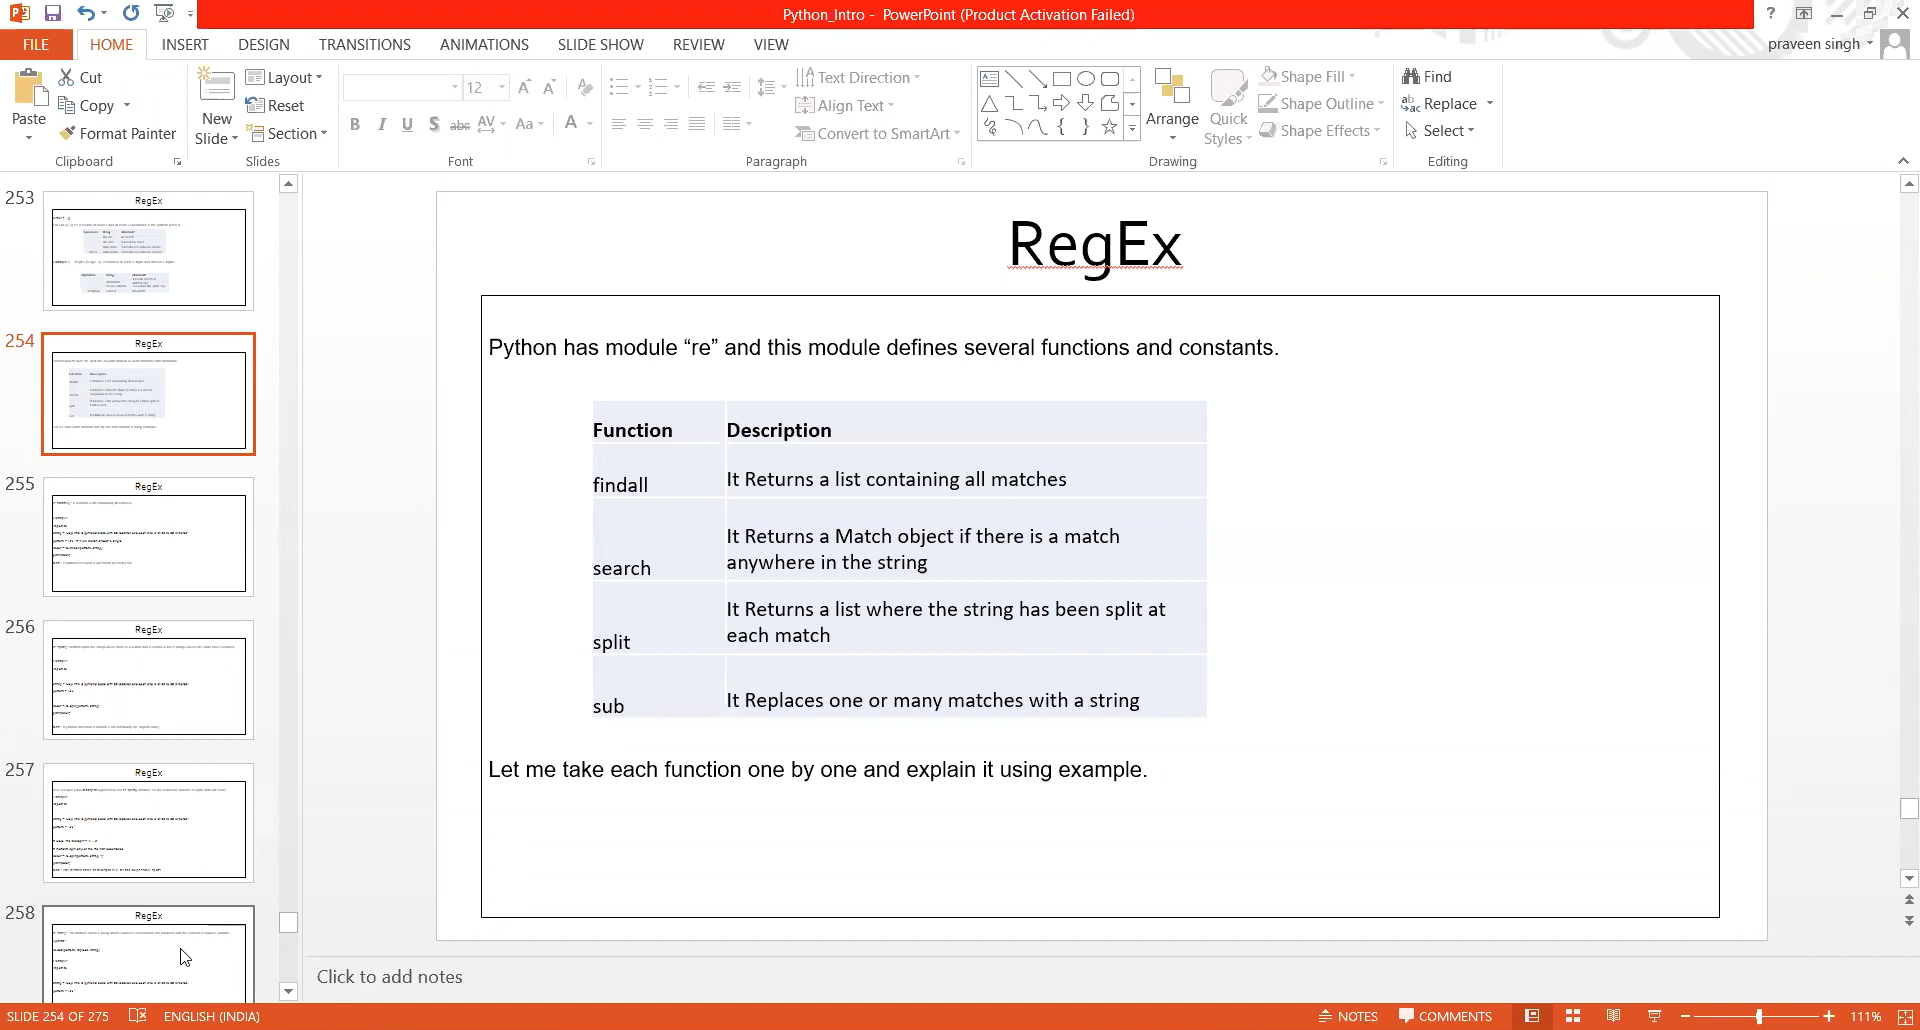 Python_Intro - PowerPoint (Product Activation Failed)
FILE HOME INSERT DESIGN TRANSITIONS ANIMATIONS SLIDE SHOW REVIEW VIEW praveen singh
Paste
Cut
Copy
Format Painter
Clipboard
New
Slide
Layout
Reset
Section
Slides
12
Font
Text Direction
Align Text
Convert to SmartArt
Paragraph
Arrange
Quick
Styles
Shape Fill
Shape Outline
Shape Effects
Drawing
Find
Replace
Select
Editing
253
RegEx
254
RegEx
255
RegEx
256
RegEx
257
RegEx
258
RegEx
RegEx
Python has module “re” and this module defines several functions and constants.
Function Description
findall It Returns a list containing all matches
search It Returns a Match object if there is a match
anywhere in the string
split It Returns a list where the string has been split at
each match
sub It Replaces one or many matches with a string
Let me take each function one by one and explain it using example.
Click to add notes
SLIDE 254 OF 275 ENGLISH (INDIA) NOTES COMMENTS 111%